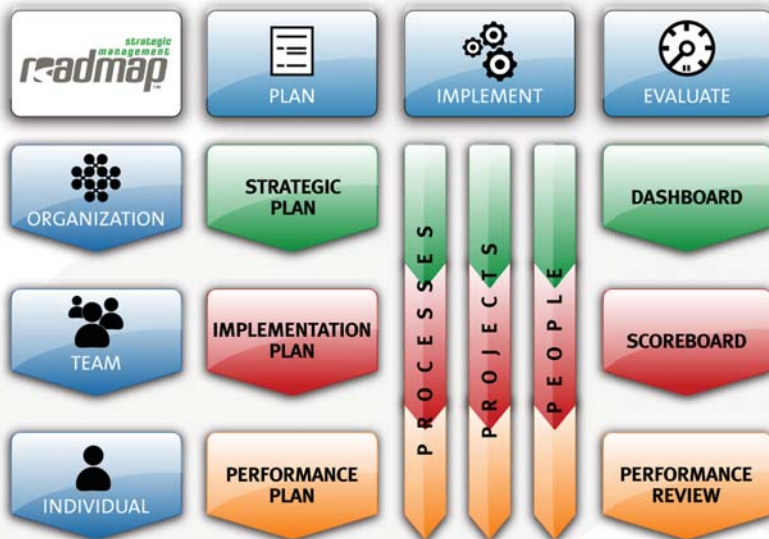 strategic
management
roadmap™
PLAN
IMPLEMENT
EVALUATE
ORGANIZATION
STRATEGIC
PLAN
PROCESSES
PROJECTS
PEOPLE
DASHBOARD
TEAM
IMPLEMENTATION
PLAN
SCOREBOARD
INDIVIDUAL
PERFORMANCE
PLAN
PERFORMANCE
REVIEW